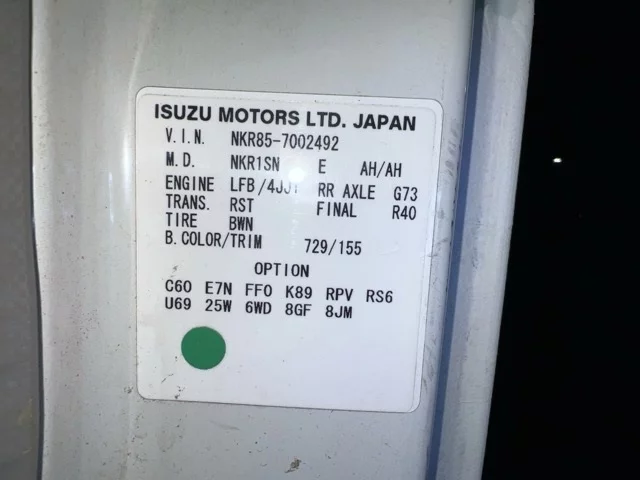 ISUZU MOTORS LTD. JAPAN
V.I.N. NKR85-7002492
M.D. NKR1SN E AH/AH
ENGINE LFB/4JJ1 RR AXLE G73
TRANS. RST FINAL R40
TIRE BWN
B.COLOR/TRIM 729/155
OPTION
C60 E7N FF0 K89 RPV RS6
U69 25W 6WD 8GF 8JM